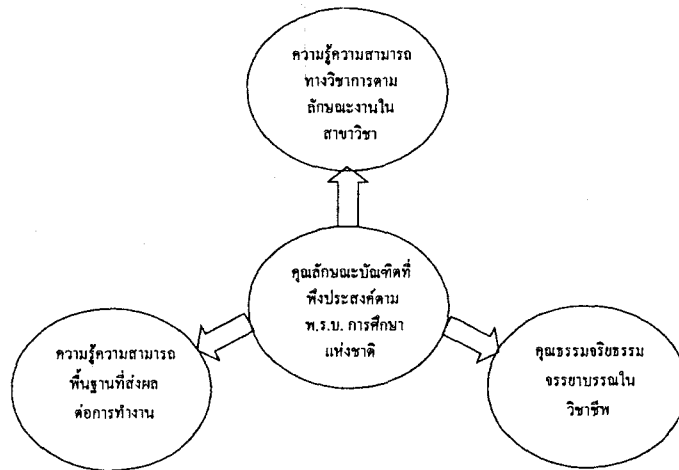 ความรู้ความสามารถ
ทางวิชาการตาม
ลักษณะงานใน
สาขาวิชา
คุณลักษณะบัณฑิตที่
พึงประสงค์ตาม
พ.ร.บ. การศึกษา
แห่งชาติ
ความรู้ความสามารถ
พื้นฐานที่ส่งผล
ต่อการทำงาน
คุณธรรมจริยธรรม
จรรยาบรรณใน
วิชาชีพ